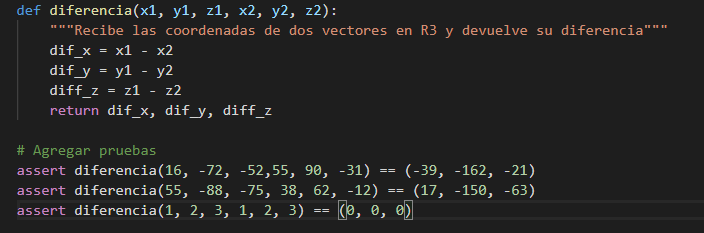 def diferencia(x1, y1, z1, x2, y2, z2):
    """Recibe las coordenadas de dos vectores en R3 y devuelve su diferencia"""
    dif_x = x1 - x2
    dif_y = y1 - y2
    diff_z = z1 - z2
    return dif_x, dif_y, diff_z
# Agregar pruebas
assert diferencia(16, -72, -52,55, 90, -31) == (-39, -162, -21)
assert diferencia(55, -88, -75, 38, 62, -12) == (17, -150, -63)
assert diferencia(1, 2, 3, 1, 2, 3) == (0, 0, 0)